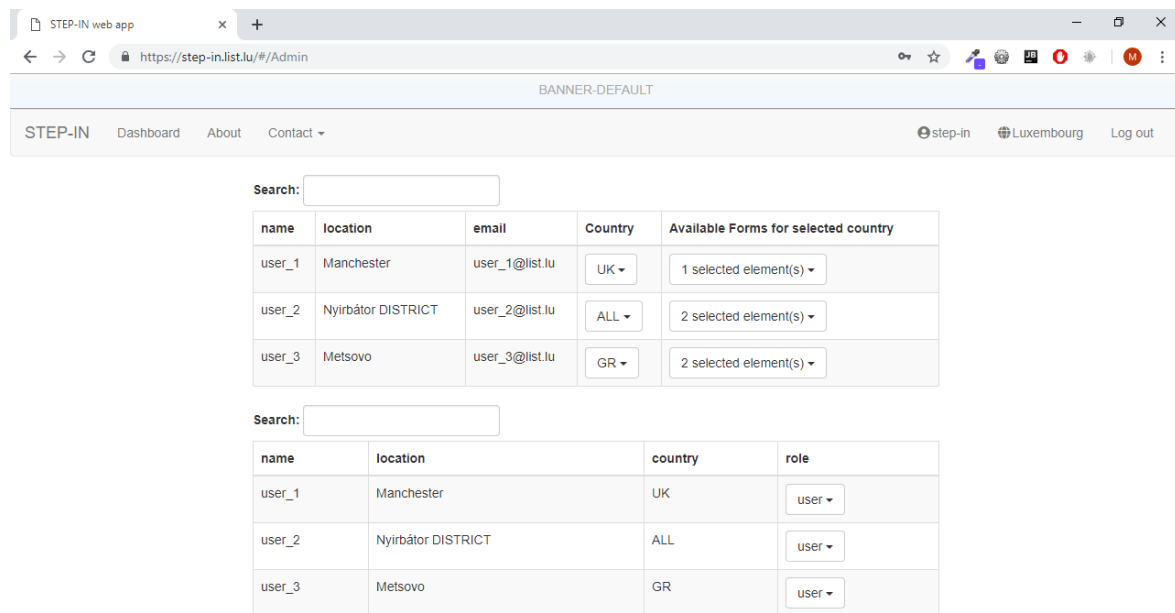 STEP-IN web app
https://step-in.list.lu/#/Admin
JB
M
BANNER-DEFAULT
STEP-IN Dashboard About Contact step-in Luxembourg Log out
Search:
name location email Country Available Forms for selected country
user_1 Manchester user_1@list.lu UK 1 selected element(s)
user_2 Nyirbátor DISTRICT user_2@list.lu ALL 2 selected element(s)
user_3 Metsovo user_3@list.lu GR 2 selected element(s)
Search:
name location country role
user_1 Manchester UK user
user_2 Nyirbátor DISTRICT ALL user
user_3 Metsovo GR user